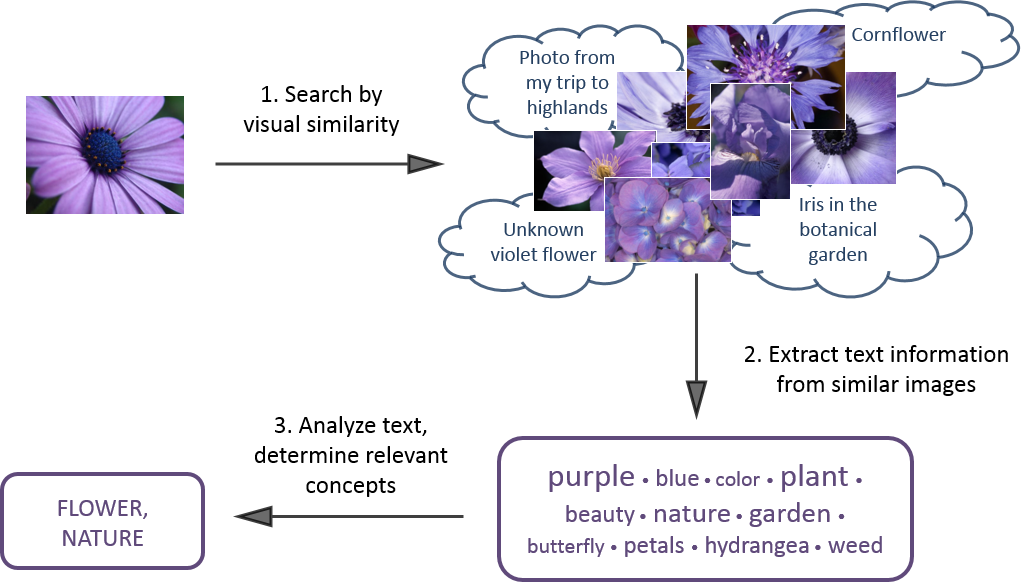 1. Search by
visual similarity
Photo from
my trip to
highlands
Cornflower
Unknown
violet flower
Iris in the
botanical
garden
2. Extract text information
from similar images
purple • blue • color • plant •
beauty • nature • garden •
butterfly • petals • hydrangea • weed
3. Analyze text,
determine relevant
concepts
FLOWER,
NATURE